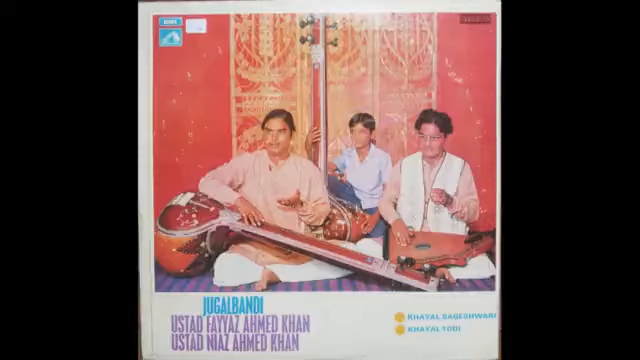 JUGALBANDI
USTAD FAYYAZ AHMED KHAN
USTAD NIAZ AHMED KHAN
KHAYAL BAGESHWARI
KHAYAL TODI